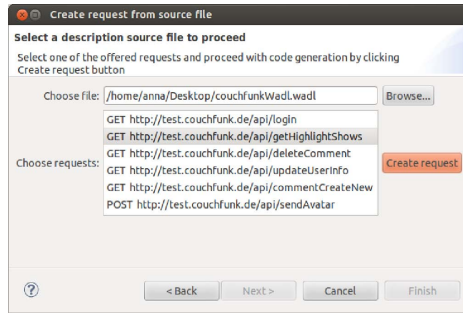 Create request from source file
Select a description source file to proceed
Select one of the offered requests and proceed with code generation by clicking
Create request button
Choose file: /home/anna/Desktop/couchfunkWadl.wadl Browse...
GET http://test.couchfunk.de/api/login
GET http://test.couchfunk.de/api/getHighlightShows
GET http://test.couchfunk.de/api/deleteComment
Choose requests: GET http://test.couchfunk.de/api/updateUserInfo Create request
GET http://test.couchfunk.de/api/commentCreateNew
POST http://test.couchfunk.de/api/sendAvatar
? < Back Next > Cancel Finish